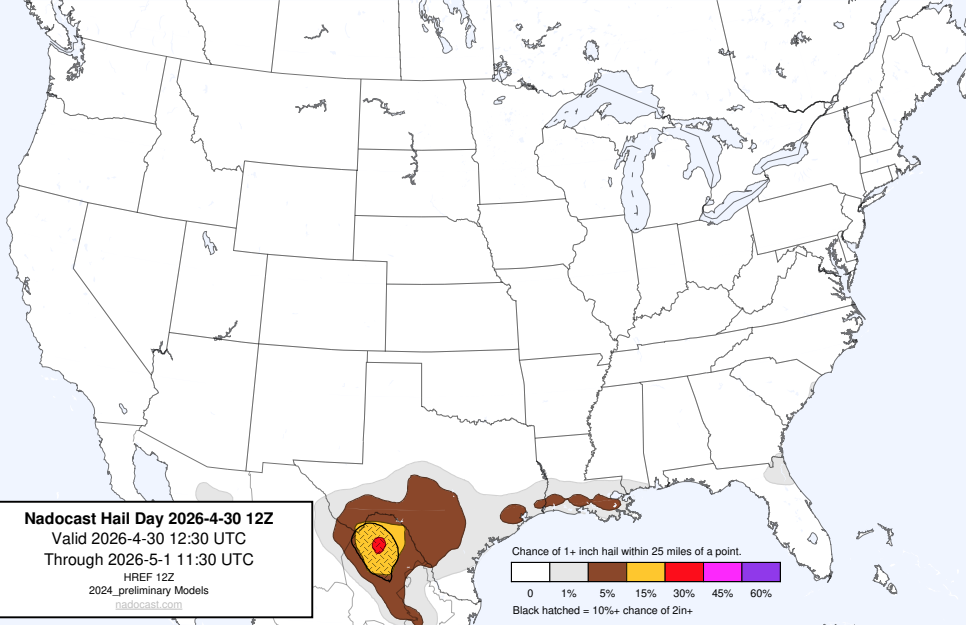 Nadocast Hail Day 2026-4-30 12Z
Valid 2026-4-30 12:30 UTC
Through 2026-5-1 11:30 UTC
HREF 12Z
2024_preliminary Models
nadocast.com
Chance of 1+ inch hail within 25 miles of a point.
0 1% 5% 15% 30% 45% 60%
Black hatched = 10%+ chance of 2in+